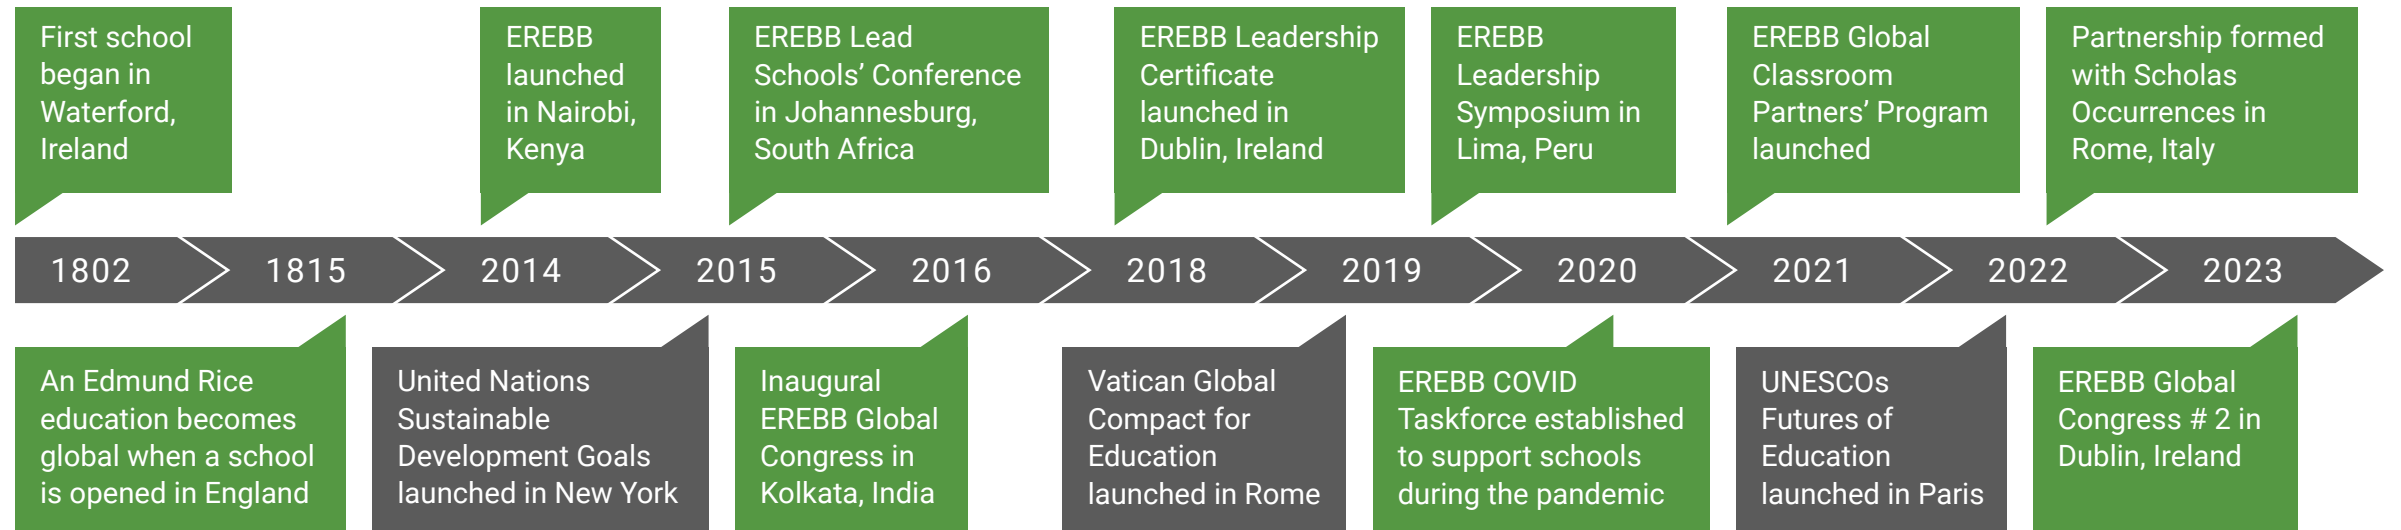 First school
began in
Waterford,
Ireland
EREBB
launched
in Nairobi,
Kenya
EREBB Lead
Schools’ Conference
in Johannesburg,
South Africa
EREBB Leadership
Certificate
launched in
Dublin, Ireland
EREBB
Leadership
Symposium in
Lima, Peru
EREBB Global
Classroom
Partners’ Program
launched
Partnership formed
with Scholas
Occurrences in
Rome, Italy
1802 1815 2014 2015 2016 2018 2019 2020 2021 2022 2023
An Edmund Rice
education becomes
global when a school
is opened in England
United Nations
Sustainable
Development Goals
launched in New York
Inaugural
EREBB Global
Congress in
Kolkata, India
Vatican Global
Compact for
Education
launched in Rome
EREBB COVID
Taskforce established
to support schools
during the pandemic
UNESCOs
Futures of
Education
launched in Paris
EREBB Global
Congress # 2 in
Dublin, Ireland